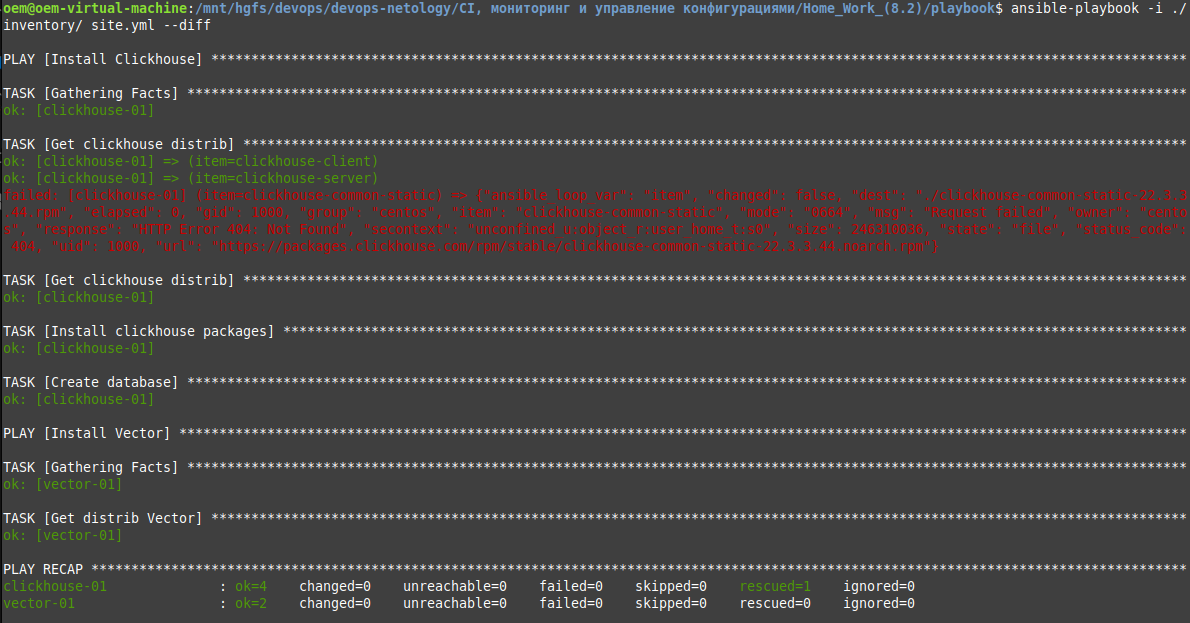 oem@oem-virtual-machine:/mnt/hgfs/devops/devops-netology/CI, мониторинг и управление конфигурациями/Home_Work_(8.2)/playbook$ ansible-playbook -i ./
inventory/ site.yml --diff
PLAY [Install Clickhouse] **************************************************************************************************************************
TASK [Gathering Facts] *****************************************************************************************************************************
ok: [clickhouse-01]
TASK [Get clickhouse distrib] **********************************************************************************************************************
ok: [clickhouse-01] => (item=clickhouse-client)
ok: [clickhouse-01] => (item=clickhouse-server)
failed: [clickhouse-01] (item=clickhouse-common-static) => {"ansible_loop_var": "item", "changed": false, "dest": "./clickhouse-common-static-22.3.3
.44.rpm", "elapsed": 0, "gid": 1000, "group": "centos", "item": "clickhouse-common-static", "mode": "0664", "msg": "Request failed", "owner": "cento
s", "response": "HTTP Error 404: Not Found", "secontext": "unconfined_u:object_r:user_home_t:s0", "size": 246310036, "state": "file", "status_code":
 404, "uid": 1000, "url": "https://packages.clickhouse.com/rpm/stable/clickhouse-common-static-22.3.3.44.noarch.rpm"}
TASK [Get clickhouse distrib] **********************************************************************************************************************
ok: [clickhouse-01]
TASK [Install clickhouse packages] *****************************************************************************************************************
ok: [clickhouse-01]
TASK [Create database] *****************************************************************************************************************************
ok: [clickhouse-01]
PLAY [Install Vector] ******************************************************************************************************************************
TASK [Gathering Facts] *****************************************************************************************************************************
ok: [vector-01]
TASK [Get distrib Vector] **************************************************************************************************************************
ok: [vector-01]
PLAY RECAP *****************************************************************************************************************************************
clickhouse-01              : ok=4    changed=0    unreachable=0    failed=0    skipped=0    rescued=1    ignored=0
vector-01                  : ok=2    changed=0    unreachable=0    failed=0    skipped=0    rescued=0    ignored=0